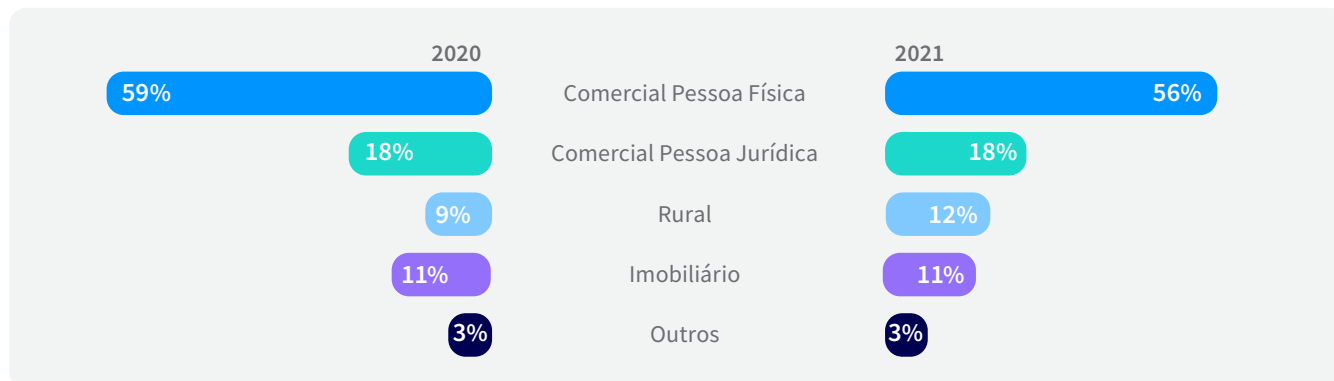 2020 2021
59% Comercial Pessoa Física 56%
18% Comercial Pessoa Jurídica 18%
9% Rural 12%
11% Imobiliário 11%
3% Outros 3%